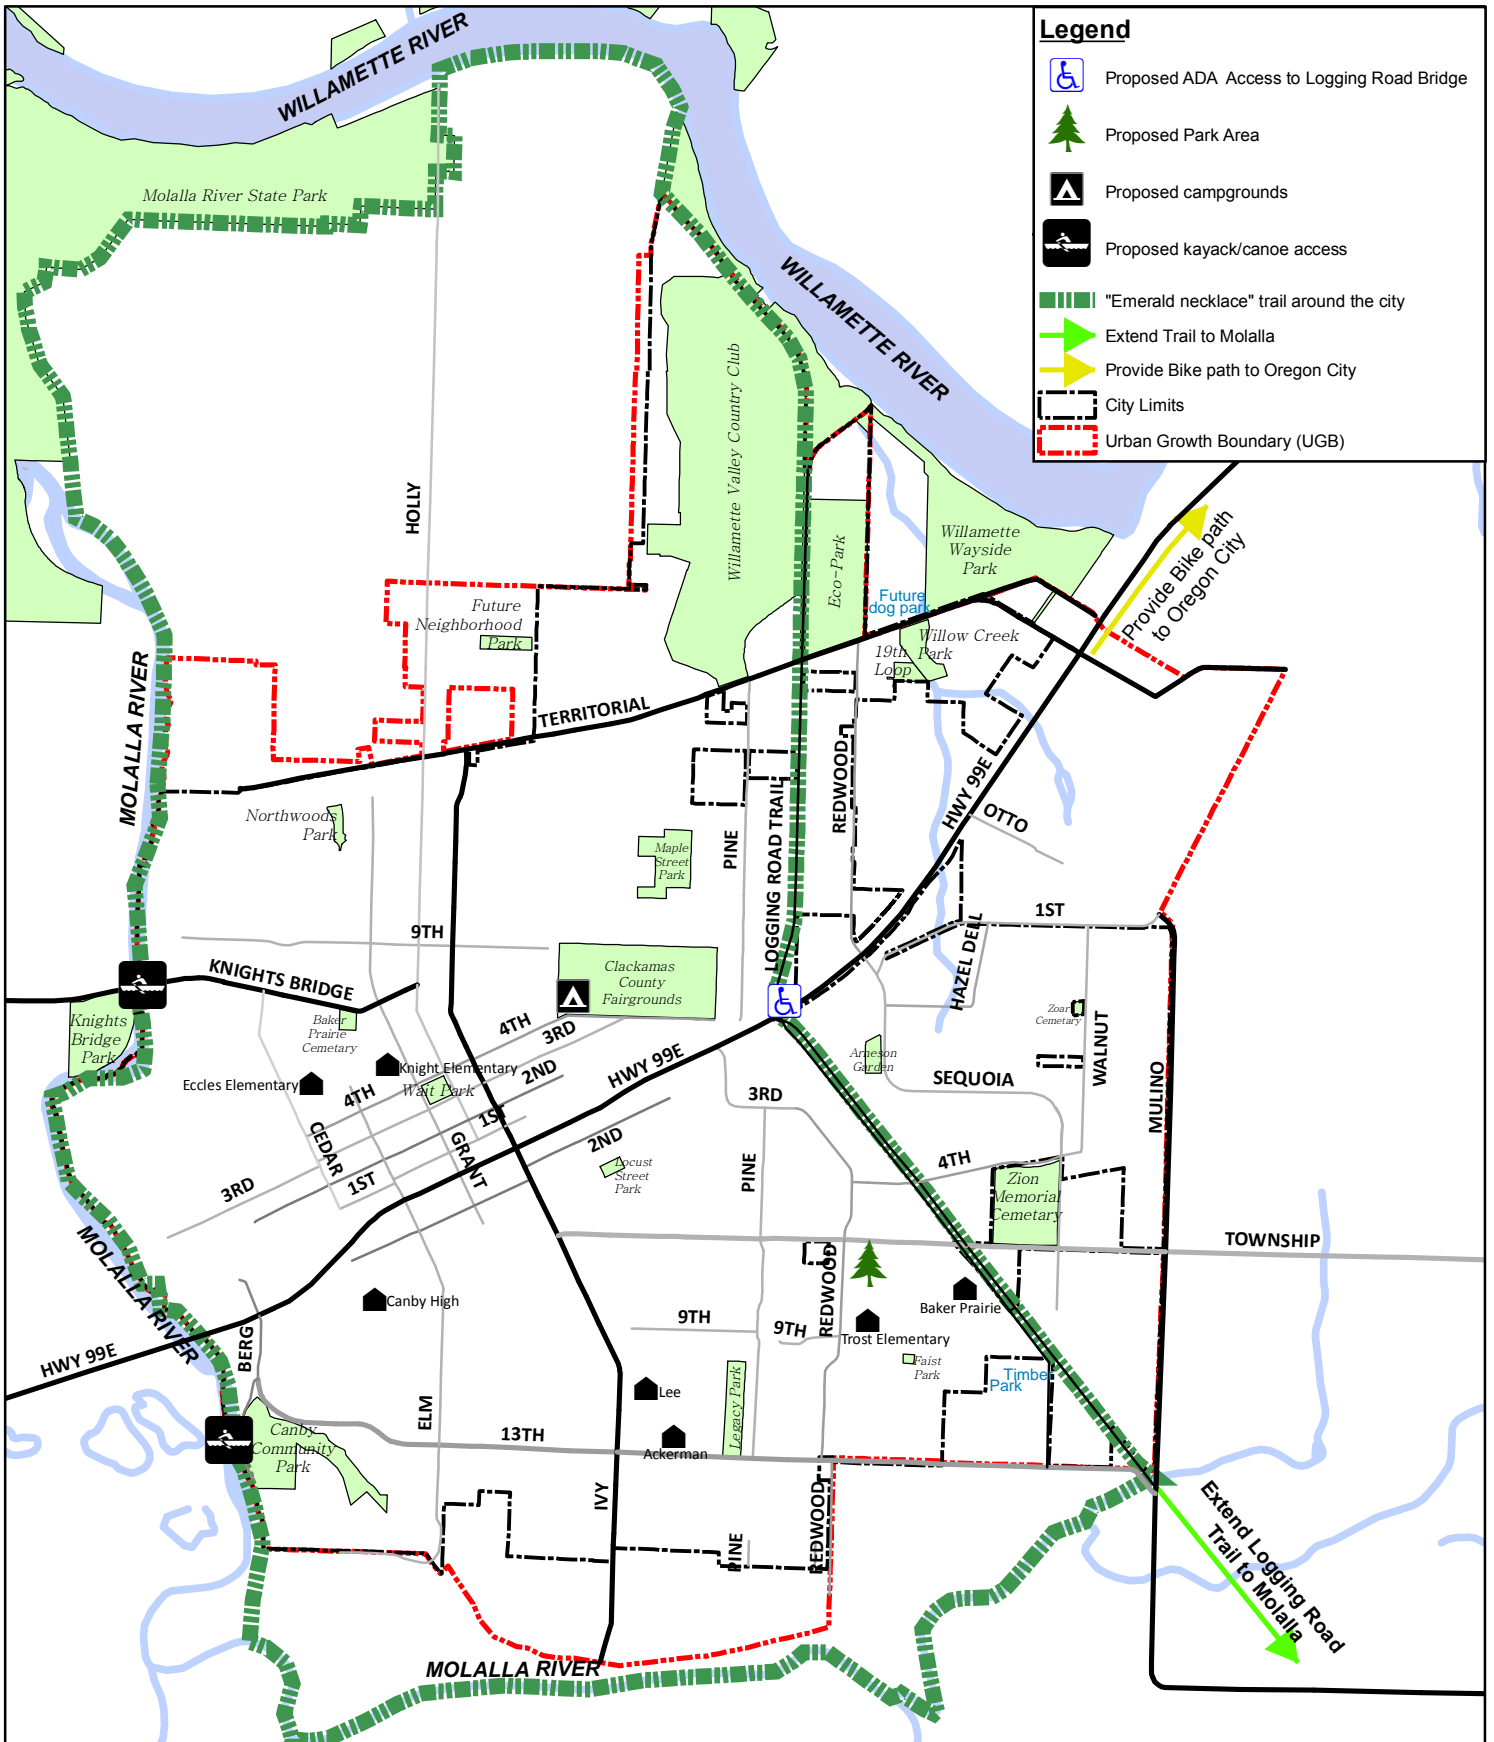 Legend
Proposed ADA  Access to Logging Road Bridge
Proposed Park Area
Proposed campgrounds
Proposed kayack/canoe access
"Emerald necklace" trail around the city
Extend Trail to Molalla
Provide Bike path to Oregon City
City Limits
Urban Growth Boundary (UGB)
WILLAMETTE RIVER
Molalla River State Park
WILLAMETTE RIVER
Willamette Valley Country Club
HOLLY
Eco-Park
Willamette
Wayside
Park
Provide Bike path
to Oregon City
Future
dog park
Future
Neighborhood
Park
Willow Creek
Park
19th
Loop
MOLALLA RIVER
TERRITORIAL
REDWOOD
HWY 99E
OTTO
Northwoods
Park
PINE
LOGGING ROAD TRAIL
Maple
Street
Park
9TH
1ST
HAZEL DELL
KNIGHTS BRIDGE
Clackamas
County
Fairgrounds
Knights
Bridge
Park
Baker
Prairie
Cemetary
4TH
3RD
Zoar
Cemetary
WALNUT
MULINO
Arneson
Garden
SEQUOIA
HWY 99E
Knight Elementary
Eccles Elementary
Wait Park
2ND
4TH
1ST
3RD
2ND
CEDAR
GRANT
PINE
4TH
3RD
1ST
Locust
Street
Park
Zion
Memorial
Cemetary
TOWNSHIP
MOLALLA RIVER
REDWOOD
Canby High
Baker Prairie
9TH
9TH
Trost Elementary
BERG
HWY 99E
Faist
Park
Timber
Park
Lee
ELM
Legacy Park
Canby
Community
Park
13TH
Ackerman
IVY
PINE
REDWOOD
Extend Logging Road
Trail to Molalla
MOLALLA RIVER